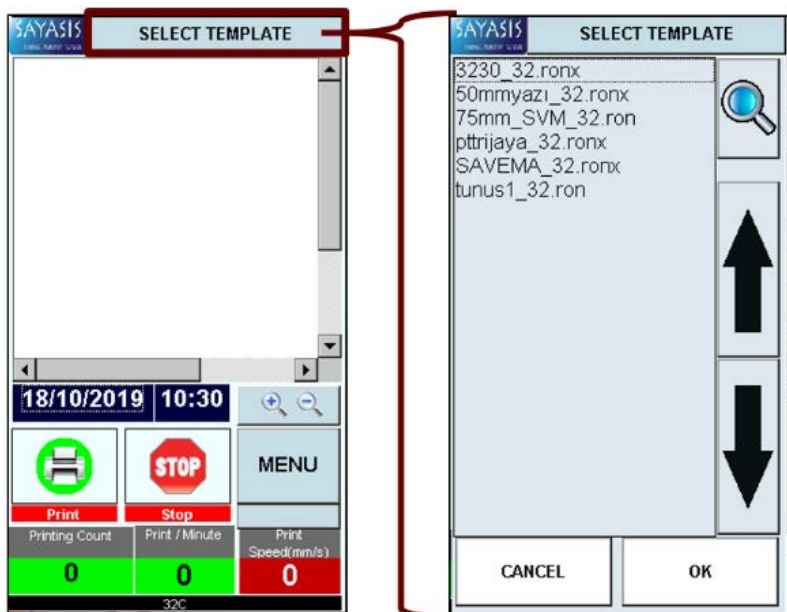 SAYASIS
SELECT TEMPLATE
18/10/2019 10:30
MENU
STOP
Print
Stop
Printing Count
Print / Minute
Print
Speed(mm/s)
0
0
0
32C
SAYASIS
SELECT TEMPLATE
3230_32.ronx
50mmyazı_32.ronx
75mm_SVM_32.ron
pttrijaya_32.ronx
SAVEMA_32.ronx
tunus1_32.ron
CANCEL
OK